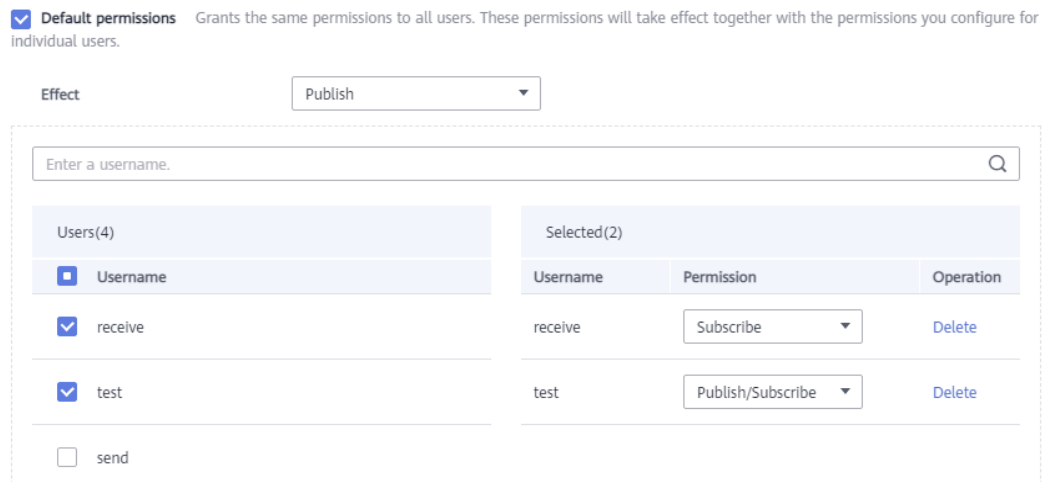 Default permissions Grants the same permissions to all users. These permissions will take effect together with the permissions you configure for
individual users.
Effect Publish
Enter a username.
Users(4) Selected(2)
Username Username Permission Operation
receive receive Subscribe Delete
test test Publish/Subscribe Delete
send